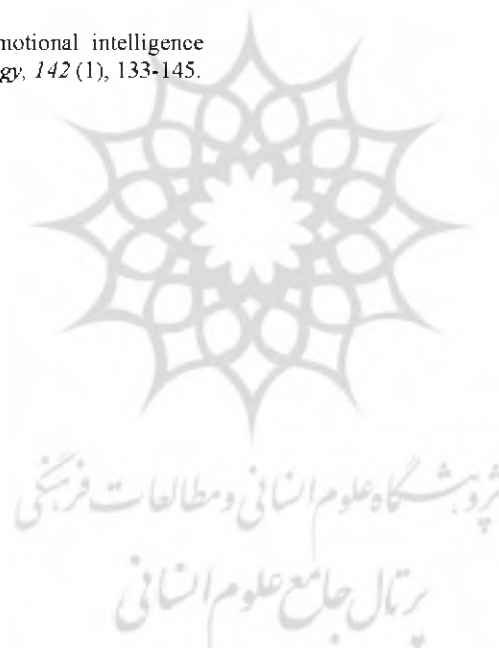 motional intelligence
gy, 142 (1), 133-145.
پژوهشگاه علوم انسانی و مطالعات فرهنگی
پرتال جامع علوم انسانی